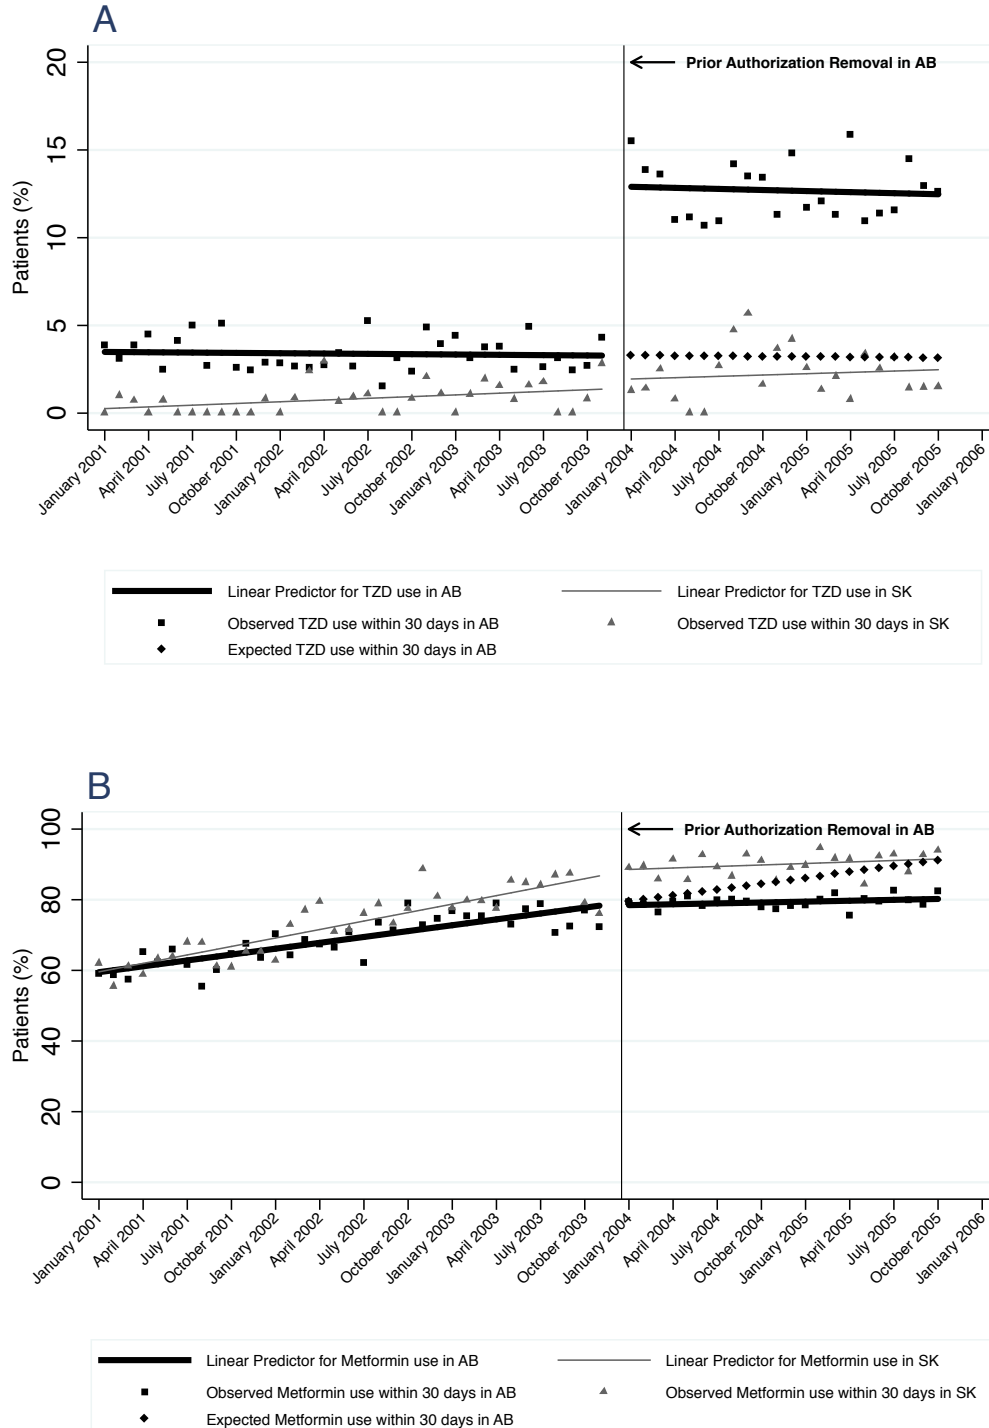 A
Patients (%)
20
15
10
5
0
Prior Authorization Removal in AB
January 2001
April 2001
July 2001
October 2001
January 2002
April 2002
July 2002
October 2002
January 2003
April 2003
July 2003
October 2003
January 2004
April 2004
July 2004
October 2004
January 2005
April 2005
July 2005
October 2005
January 2006
Linear Predictor for TZD use in AB
Linear Predictor for TZD use in SK
Observed TZD use within 30 days in AB
Observed TZD use within 30 days in SK
Expected TZD use within 30 days in AB
B
Patients (%)
100
80
60
40
20
0
Prior Authorization Removal in AB
January 2001
April 2001
July 2001
October 2001
January 2002
April 2002
July 2002
October 2002
January 2003
April 2003
July 2003
October 2003
January 2004
April 2004
July 2004
October 2004
January 2005
April 2005
July 2005
October 2005
January 2006
Linear Predictor for Metformin use in AB
Linear Predictor for Metformin use in SK
Observed Metformin use within 30 days in AB
Observed Metformin use within 30 days in SK
Expected Metformin use within 30 days in AB